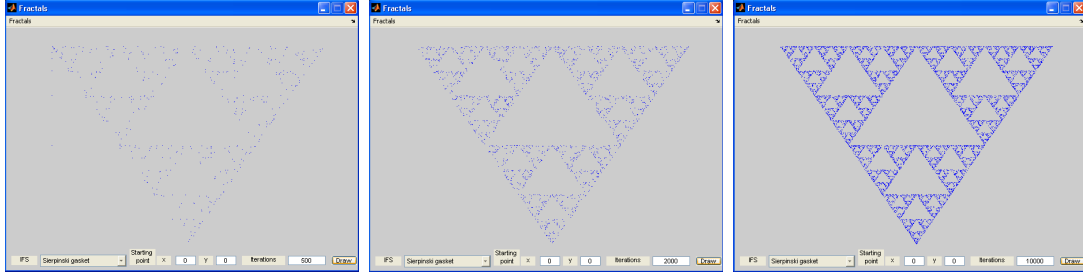 Fractals
Fractals
IFS Sierpinski gasket Starting point x 0 y 0 Iterations 500 Draw
Fractals
Fractals
IFS Sierpinski gasket Starting point x 0 y 0 Iterations 2000 Draw
Fractals
Fractals
IFS Sierpinski gasket Starting point x 0 y 0 Iterations 10000 Draw